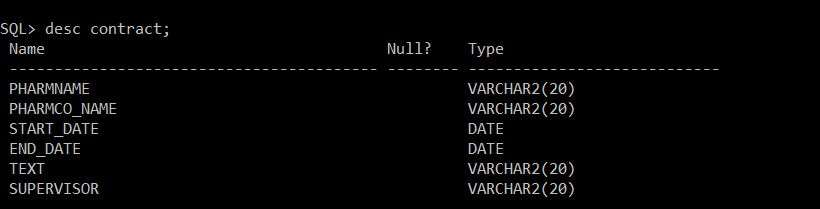 SQL> desc contract;
Name Null? Type
----------------------------------------- -------- ----------------------------
PHARMNAME VARCHAR2(20)
PHARMCO_NAME VARCHAR2(20)
START_DATE DATE
END_DATE DATE
TEXT VARCHAR2(20)
SUPERVISOR VARCHAR2(20)